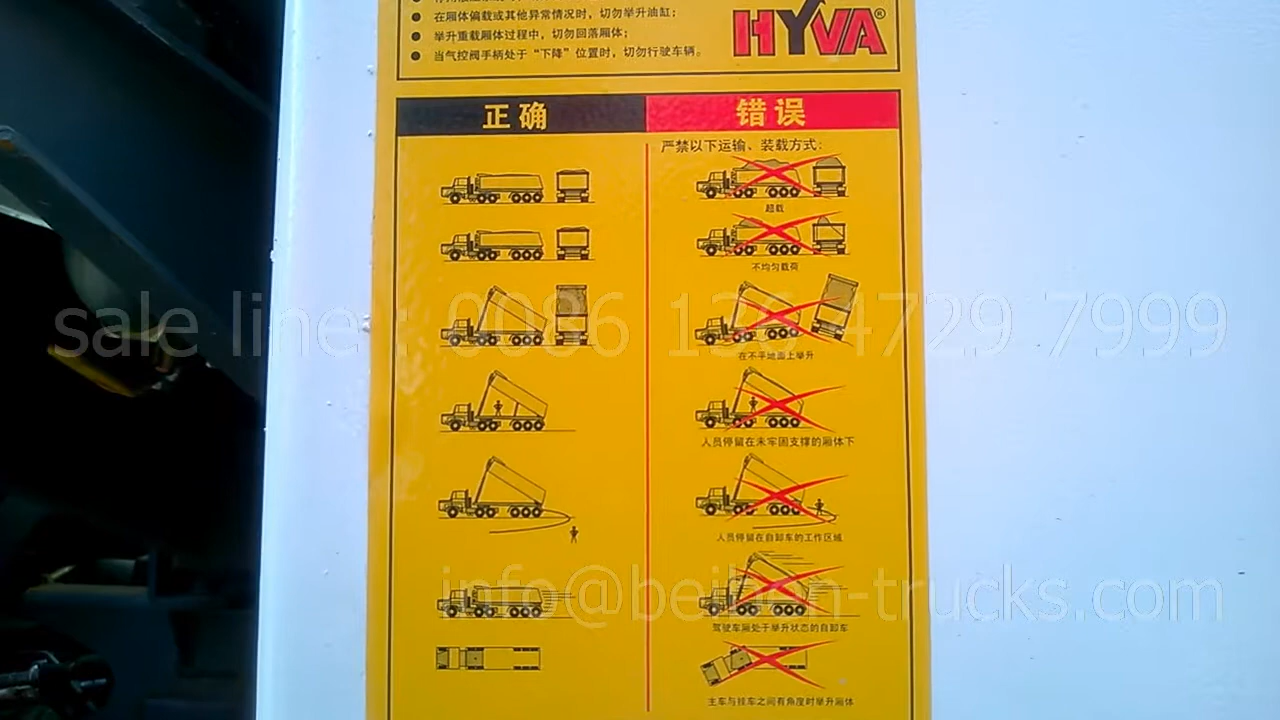 在厢体偏载或其他异常情况时，切勿举升油缸；
举升重载厢体过程中，切勿回落厢体；
当气控阀手柄处于“下降”位置时，切勿行驶车辆。
HYVA®
正确
错误
严禁以下运输、装载方式：
超载
不均匀载荷
sale line : 0086 136 4729 7999
在不平地面上举升
人员停留在未牢固支撑的厢体下
人员停留在自卸车的工作区域
info@beiben-trucks.com
驾驶车厢处于举升状态的自卸车
主车与挂车之间有角度时举升厢体